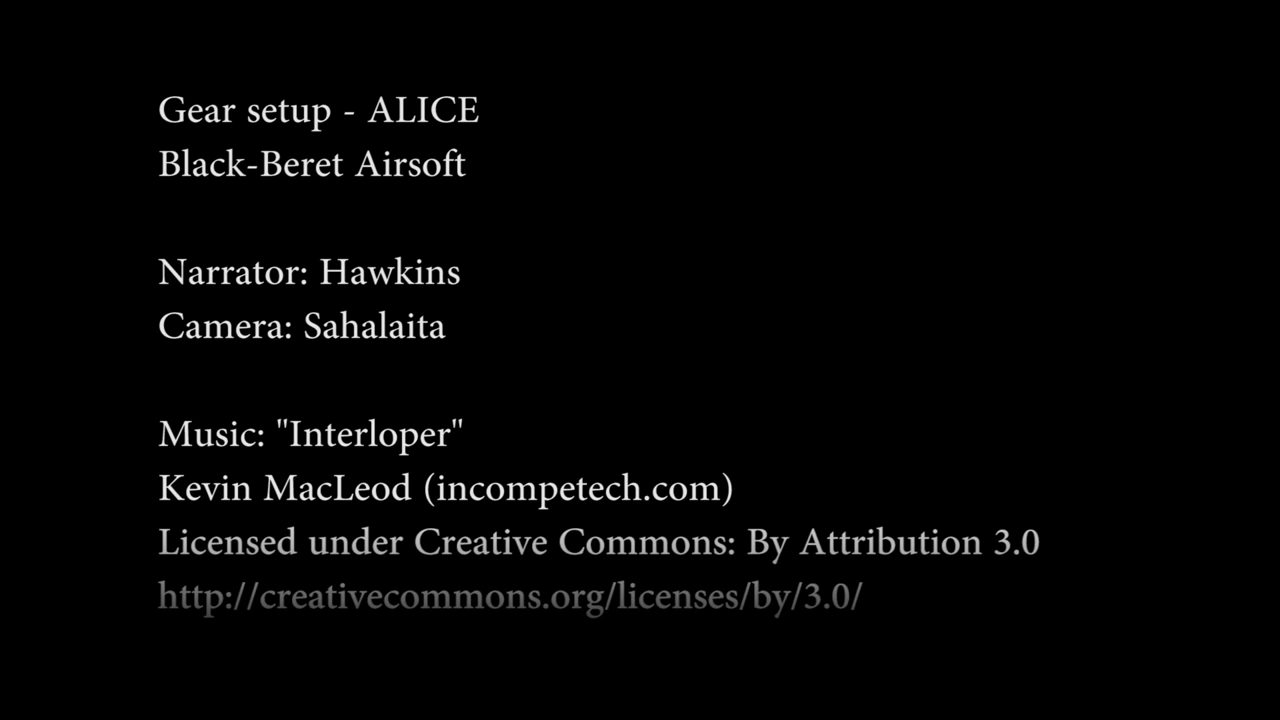 Gear setup - ALICE
Black-Beret Airsoft
Narrator: Hawkins
Camera: Sahalaita
Music: "Interloper"
Kevin MacLeod (incompetech.com)
Licensed under Creative Commons: By Attribution 3.0
http://creativecommons.org/licenses/by/3.0/